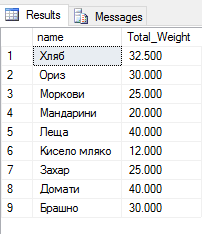 Results Messages
name Total_Weight
1 Хляб 32.500
2 Ориз 30.000
3 Моркови 25.000
4 Мандарини 20.000
5 Леща 40.000
6 Кисело мляко 12.000
7 Захар 25.000
8 Домати 40.000
9 Брашно 30.000